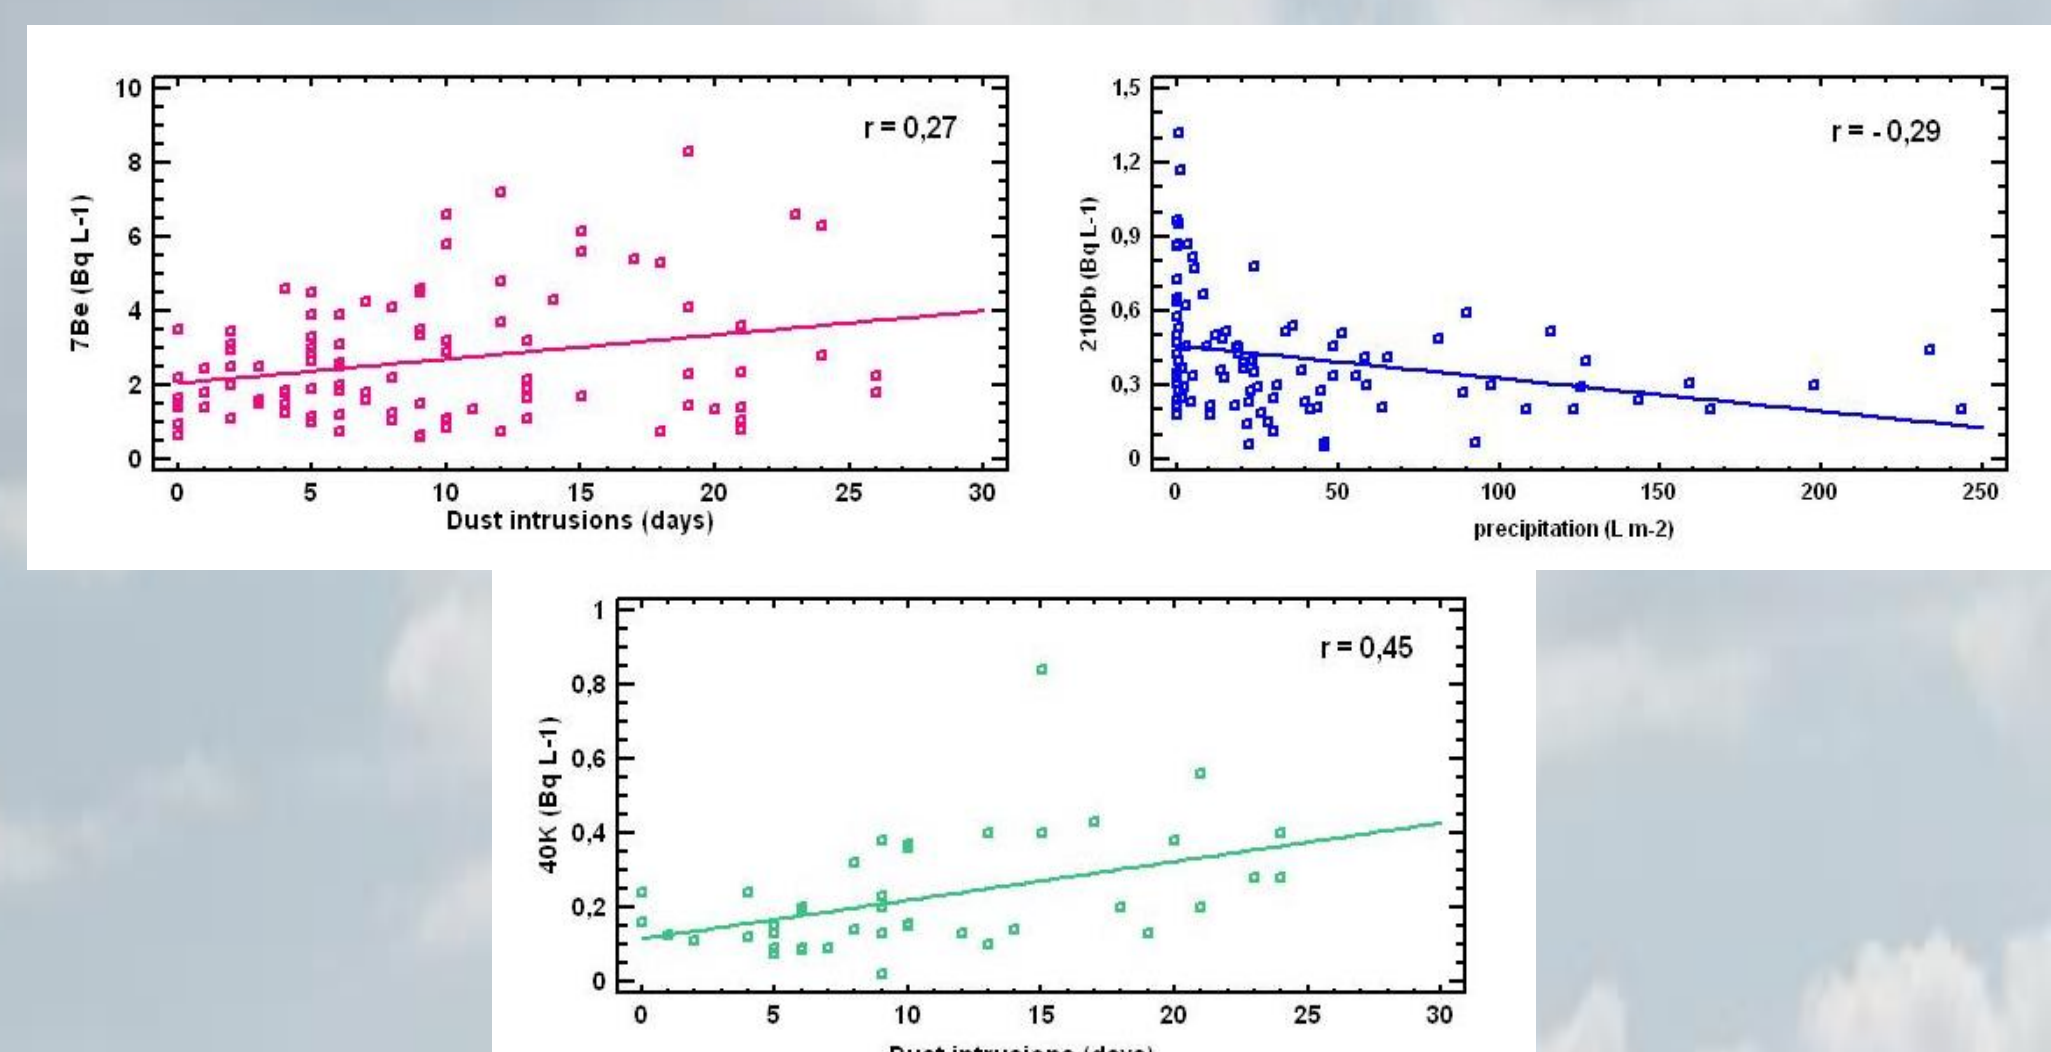 10
8
6
4
2
0
7Be (Bq L-1)
r = 0,27
0 5 10 15 20 25 30
Dust intrusions (days)
1,5
1,2
0,9
0,6
0,3
0
210Pb (Bq L-1)
r = - 0,29
0 50 100 150 200 250
precipitation (L m-2)
1
0,8
0,6
0,4
0,2
0
40K (Bq L-1)
r = 0,45
0 5 10 15 20 25 30
Dust intrusions (days)